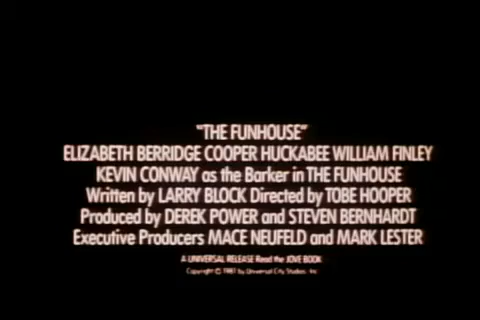 "THE FUNHOUSE"
ELIZABETH BERRIDGE COOPER HUCKABEE WILLIAM FINLEY
KEVIN CONWAY as the Barker in THE FUNHOUSE
Written by LARRY BLOCK Directed by TOBE HOOPER
Produced by DEREK POWER and STEVEN BERNHARDT
Executive Producers MACE NEUFELD and MARK LESTER
A UNIVERSAL RELEASE Read the JOVE BOOK
Copyright © 1981 by Universal City Studios, Inc.